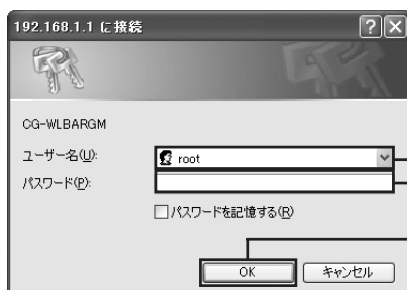 192.168.1.1 に接続
CG-WLBARGM
ユーザー名(U):
root
パスワード(P):
パスワードを記憶する(R)
OK
キャンセル